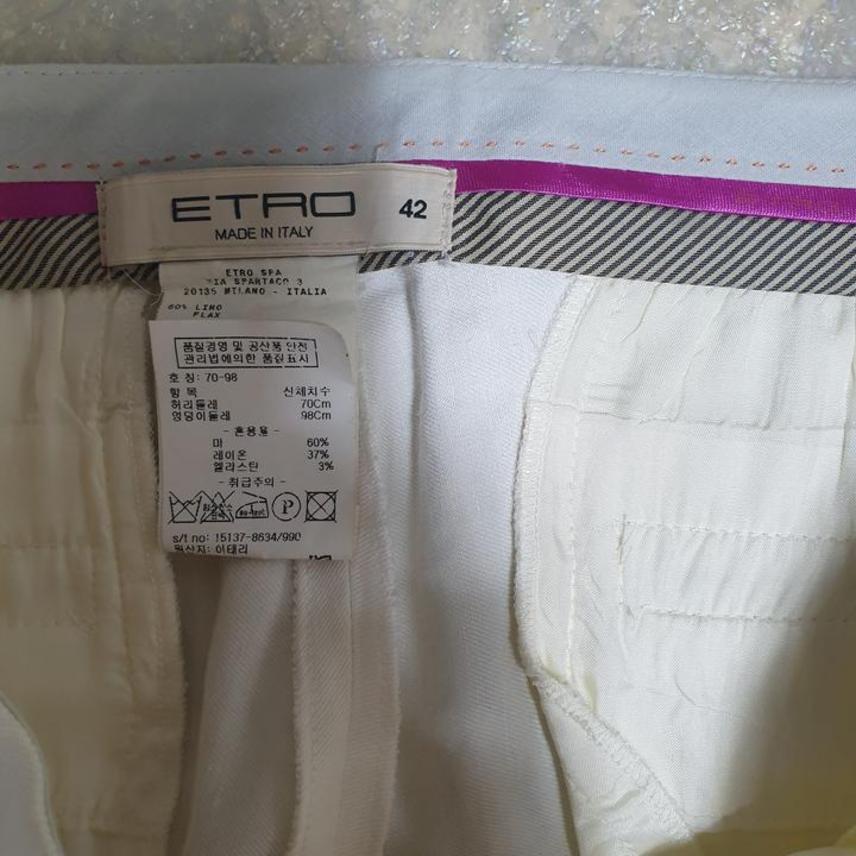 ETRO 42
MADE IN ITALY
ETRO SPA
VIA SPARTACO 3
20135 MILANO - ITALIA
60% LINO
FLAX
품질경영 및 공산품 안전
관리법에의한 품질표시
호 칭: 70-98
항 목 신체치수
허리둘레 70Cm
엉덩이둘레 98Cm
- 혼용율 -
마 60%
레이온 37%
엘라스탄 3%
- 취급주의 -
P
s/t no: 15137-8634/990
원산지: 이태리